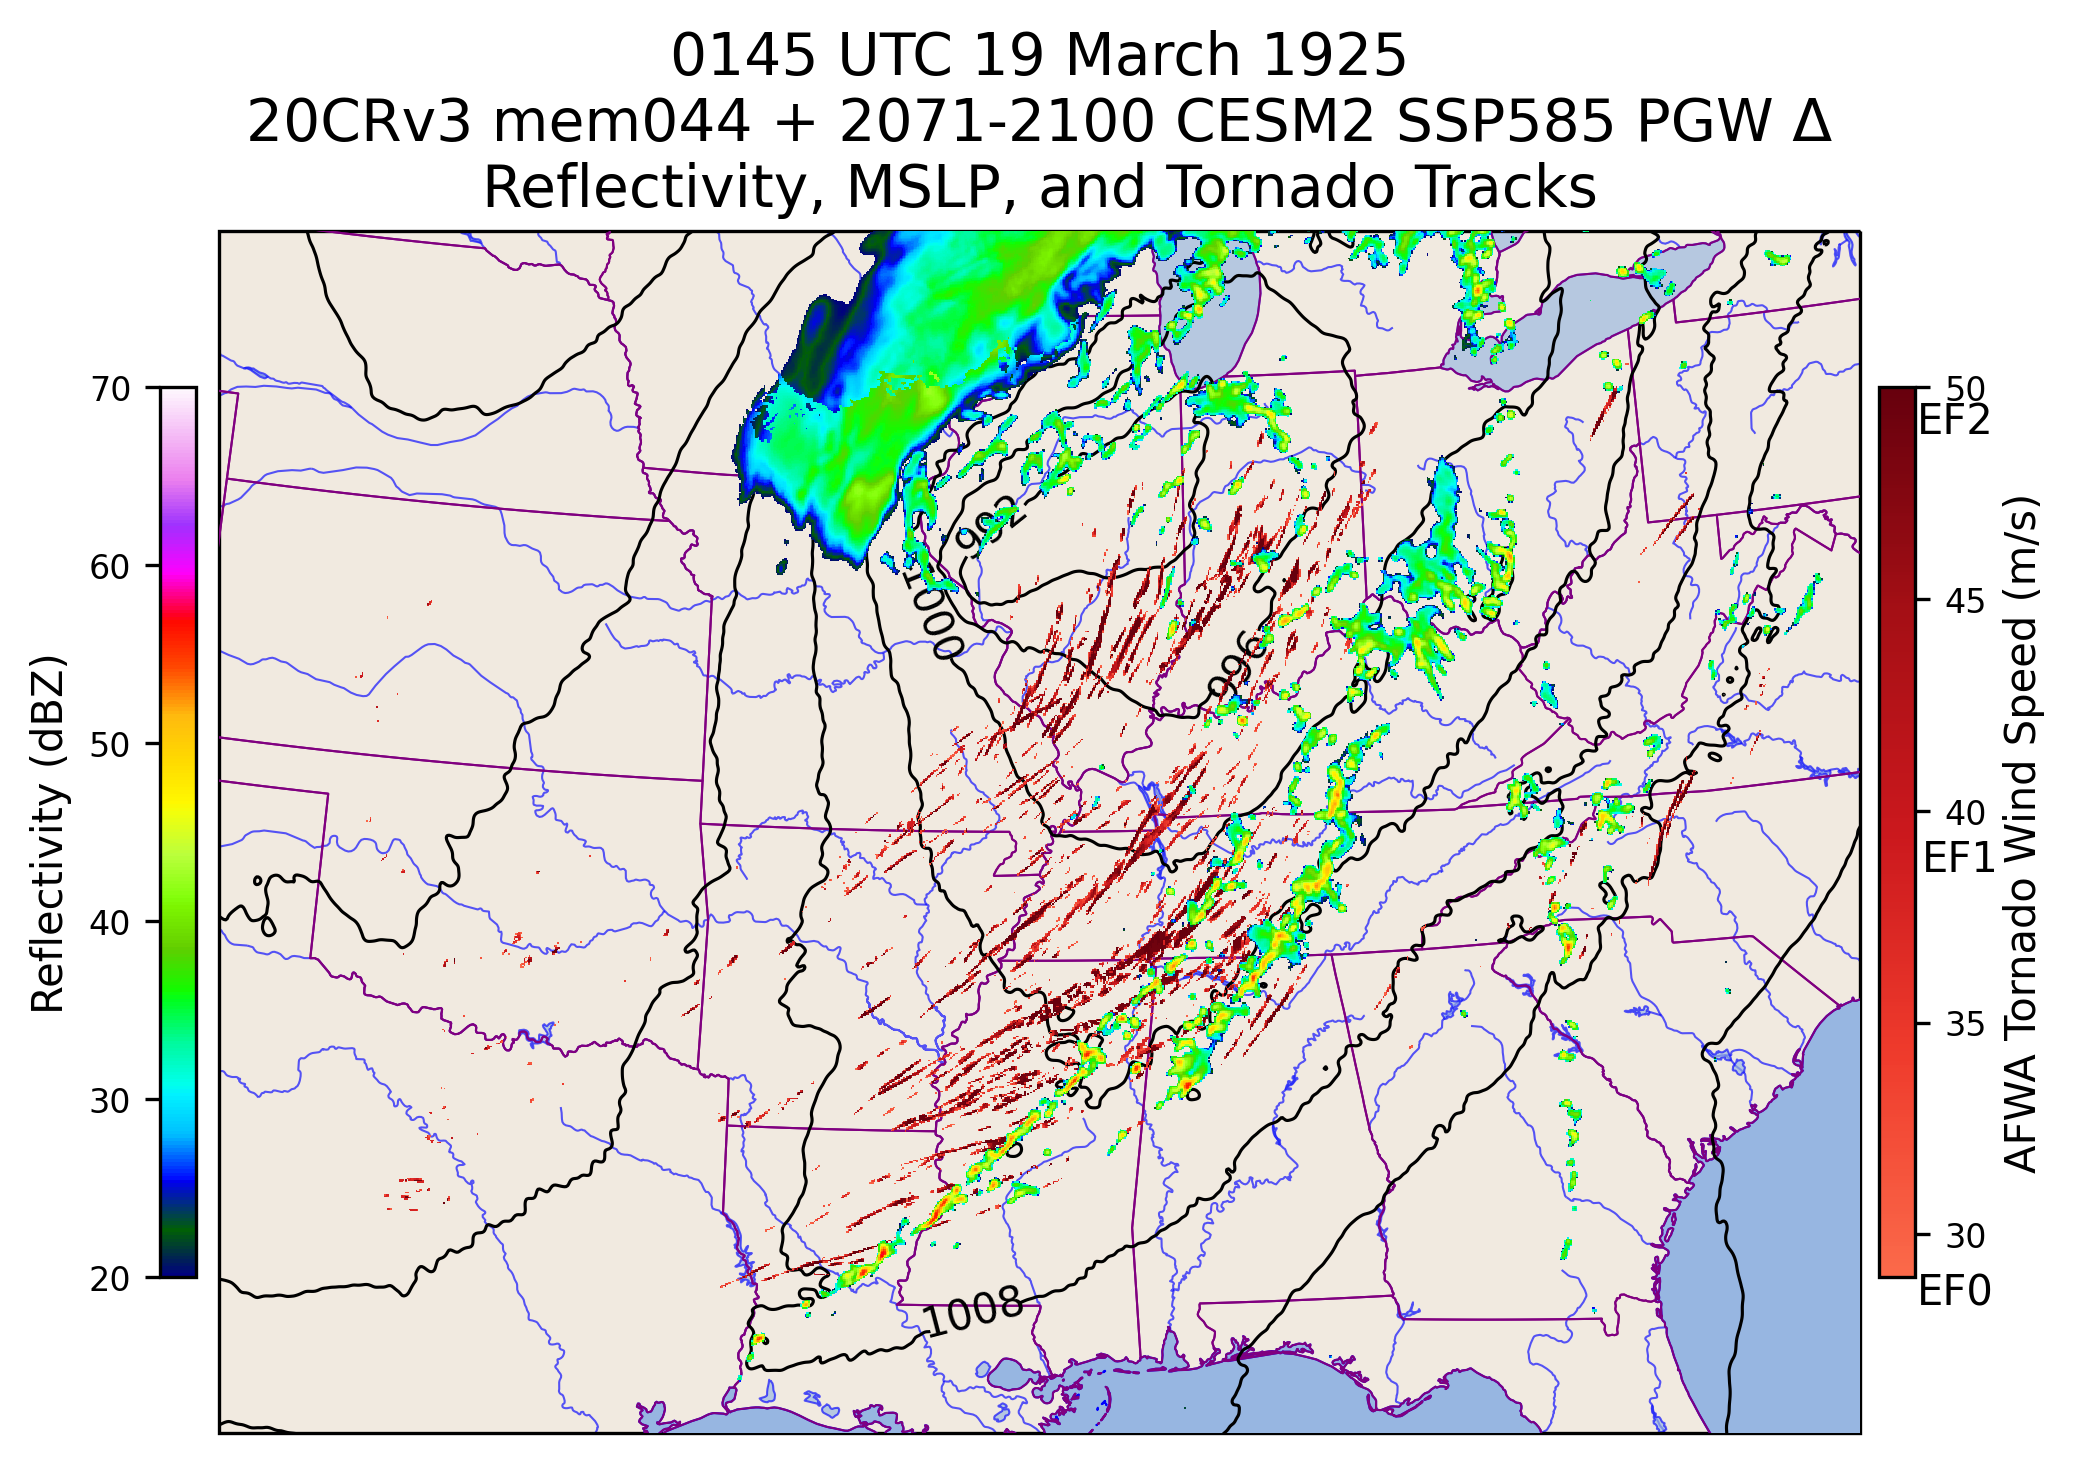 0145 UTC 19 March 1925
20CRv3 mem044 + 2071-2100 CESM2 SSP585 PGW Δ
Reflectivity, MSLP, and Tornado Tracks
Reflectivity (dBZ)
70
60
50
40
30
20
992
1000
996
1008
50
EF2
45
40
EF1
35
30
EF0
AFWA Tornado Wind Speed (m/s)